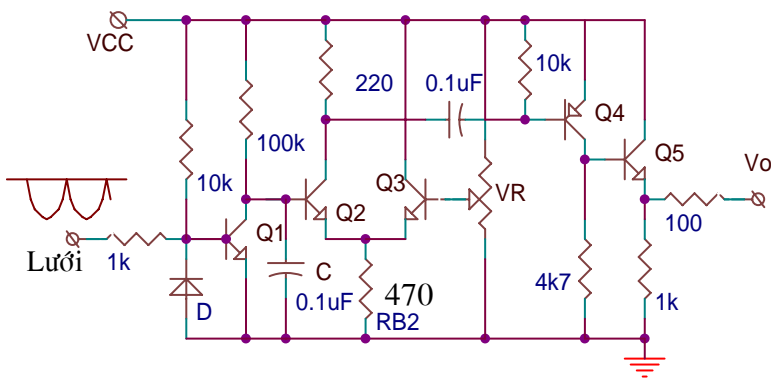 VCC
220
0.1uF
10k
Q4
100k
Q5
10k
Q3
Vo
Q2
VR
Q1
100
Lưới
1k
C
470
4k7
1k
D
0.1uF
RB2